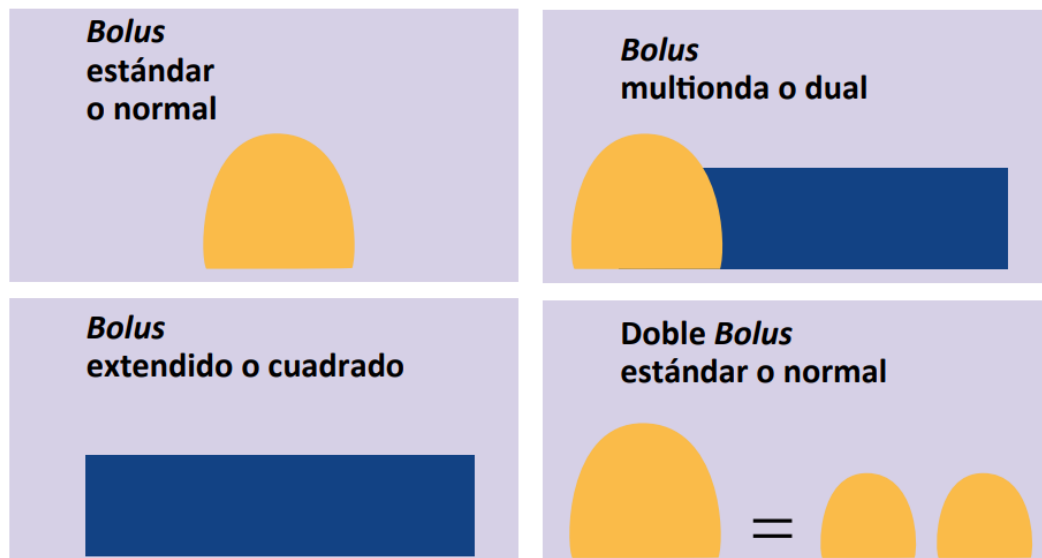 Bolus
estándar
o normal
Bolus
multionda o dual
Bolus
extendido o cuadrado
Doble Bolus
estándar o normal
=